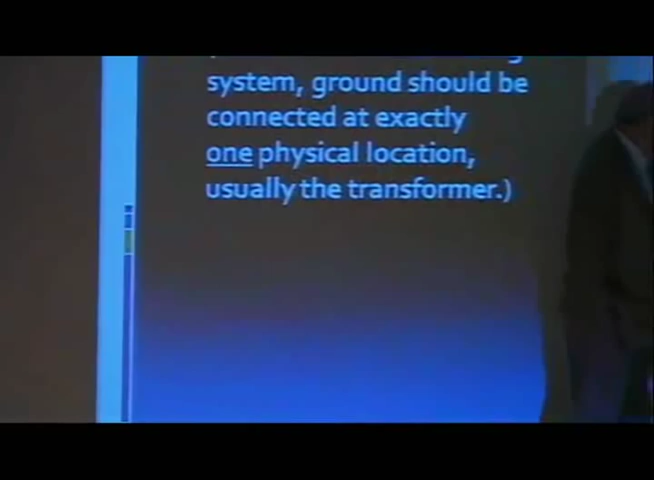 system, ground should be
connected at exactly
one physical location,
usually the transformer.)